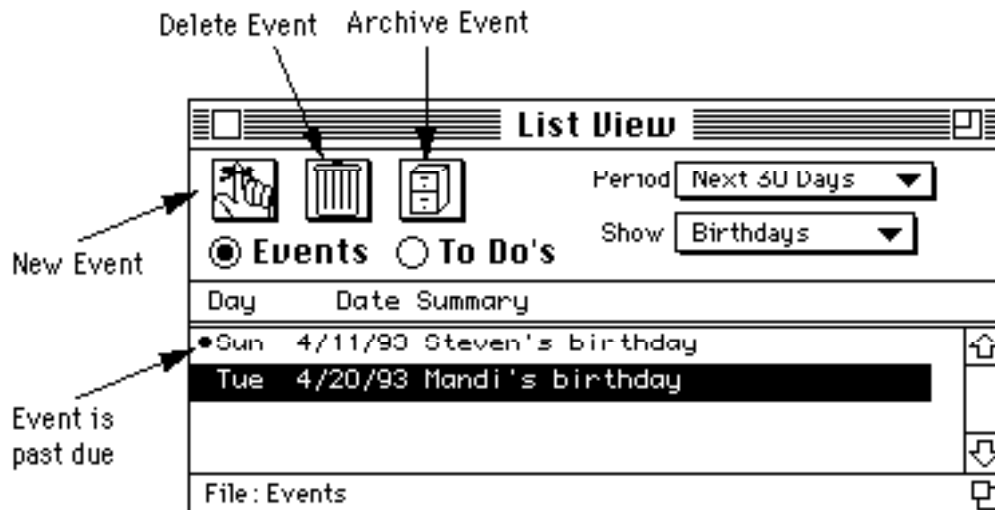 Delete Event Archive Event
List View
Period Next 30 Days
New Event
Show Birthdays
Events To Do's
Day Date Summary
•Sun 4/11/93 Steven's birthday
Tue 4/20/93 Mandi's birthday
Event is
past due
File: Events